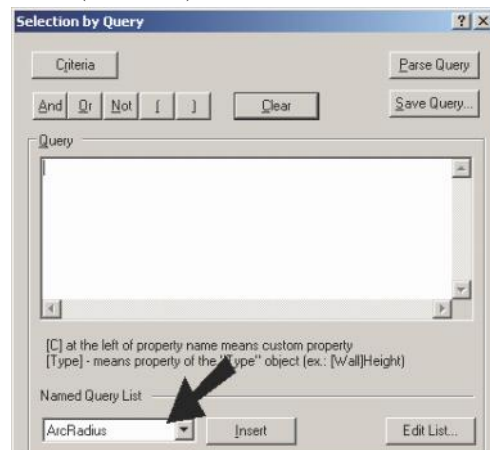 Selection by Query ? ×
Criteria Parse Query
And Or Not ( ) Clear Save Query...
Query
[C] at the left of property name means custom property
[Type] - means property of the "Type" object (ex.: [Wall]Height)
Named Query List
ArcRadius Insert Edit List...